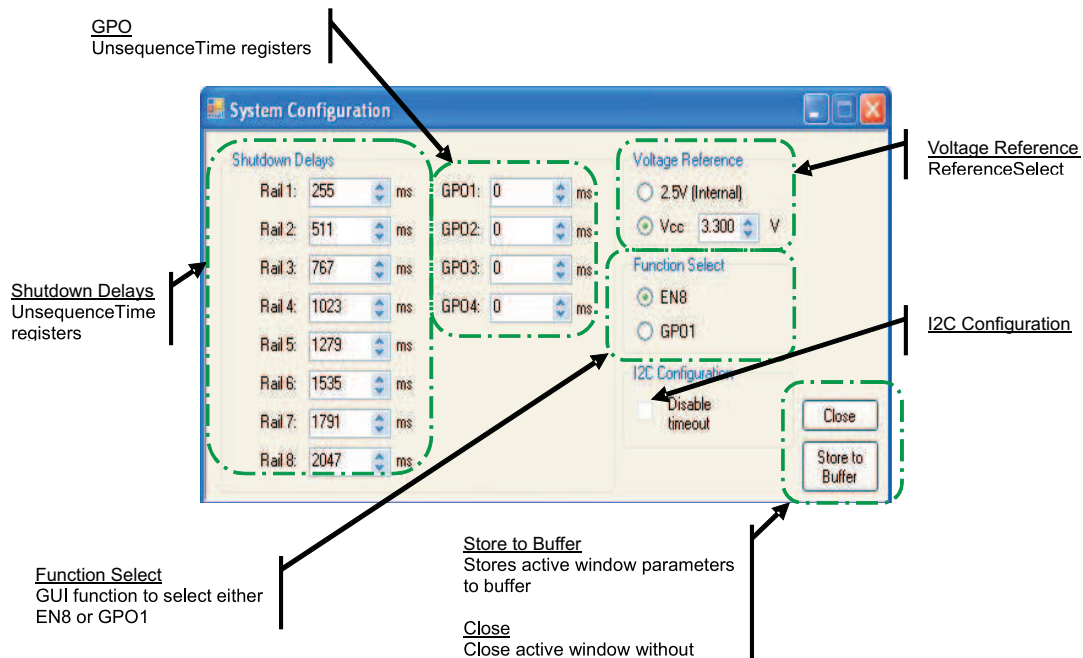 GPO
UnsequenceTime registers
System Configuration
Shutdown Delays
Rail 1: 255 ms
Rail 2: 511 ms
Rail 3: 767 ms
Rail 4: 1023 ms
Rail 5: 1279 ms
Rail 6: 1535 ms
Rail 7: 1791 ms
Rail 8: 2047 ms
GPO1: 0 ms
GPO2: 0 ms
GPO3: 0 ms
GPO4: 0 ms
Voltage Reference
2.5V (Internal)
Vcc 3.300 V
Function Select
EN8
GPO1
I2C Configuration
Disable
timeout
Close
Store to
Buffer
Voltage Reference
ReferenceSelect
I2C Configuration
Shutdown Delays
UnsequenceTime
registers
Function Select
GUI function to select either
EN8 or GPO1
Store to Buffer
Stores active window parameters
to buffer
Close
Close active window without